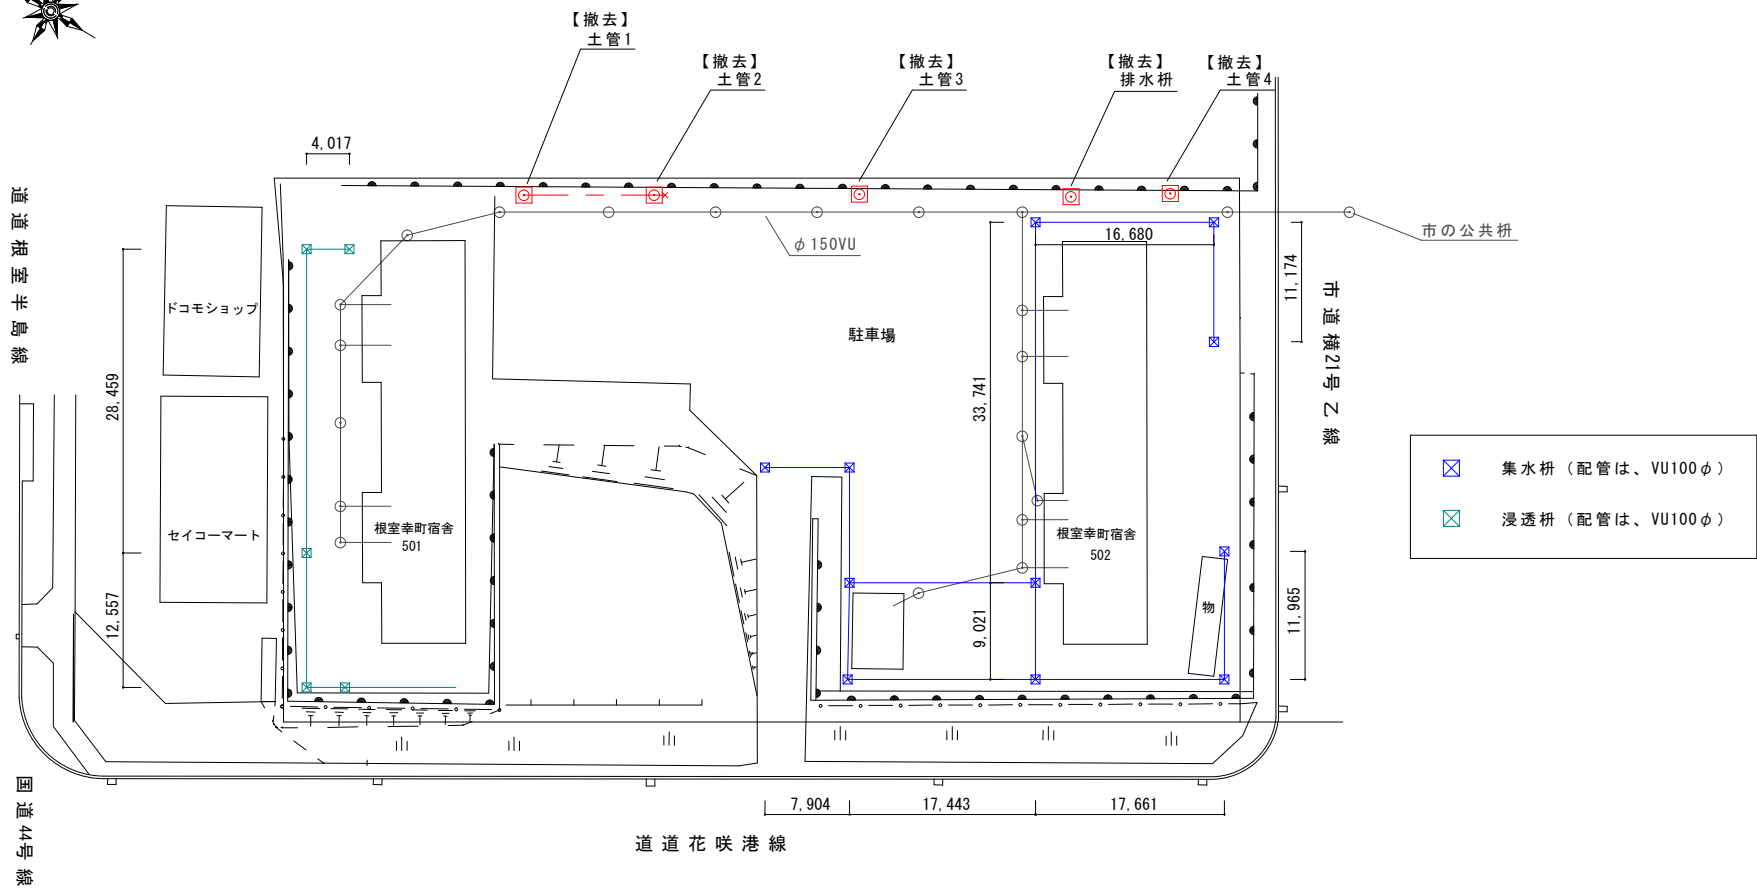 【撤去】
土管1
【撤去】
土管2
【撤去】
土管3
【撤去】
排水枡
【撤去】
土管4
4,017
道道根室半島線
ドコモショップ
φ150VU
16,680
市の公共枡
11,174
市道横21号乙線
駐車場
28,459
33,741
セイコーマート
根室幸町宿舎
501
根室幸町宿舎
502
集水枡（配管は、VU100φ）
浸透枡（配管は、VU100φ）
12,557
9,021
物
11,965
7,904
17,443
17,661
道道花咲港線
国道44号線